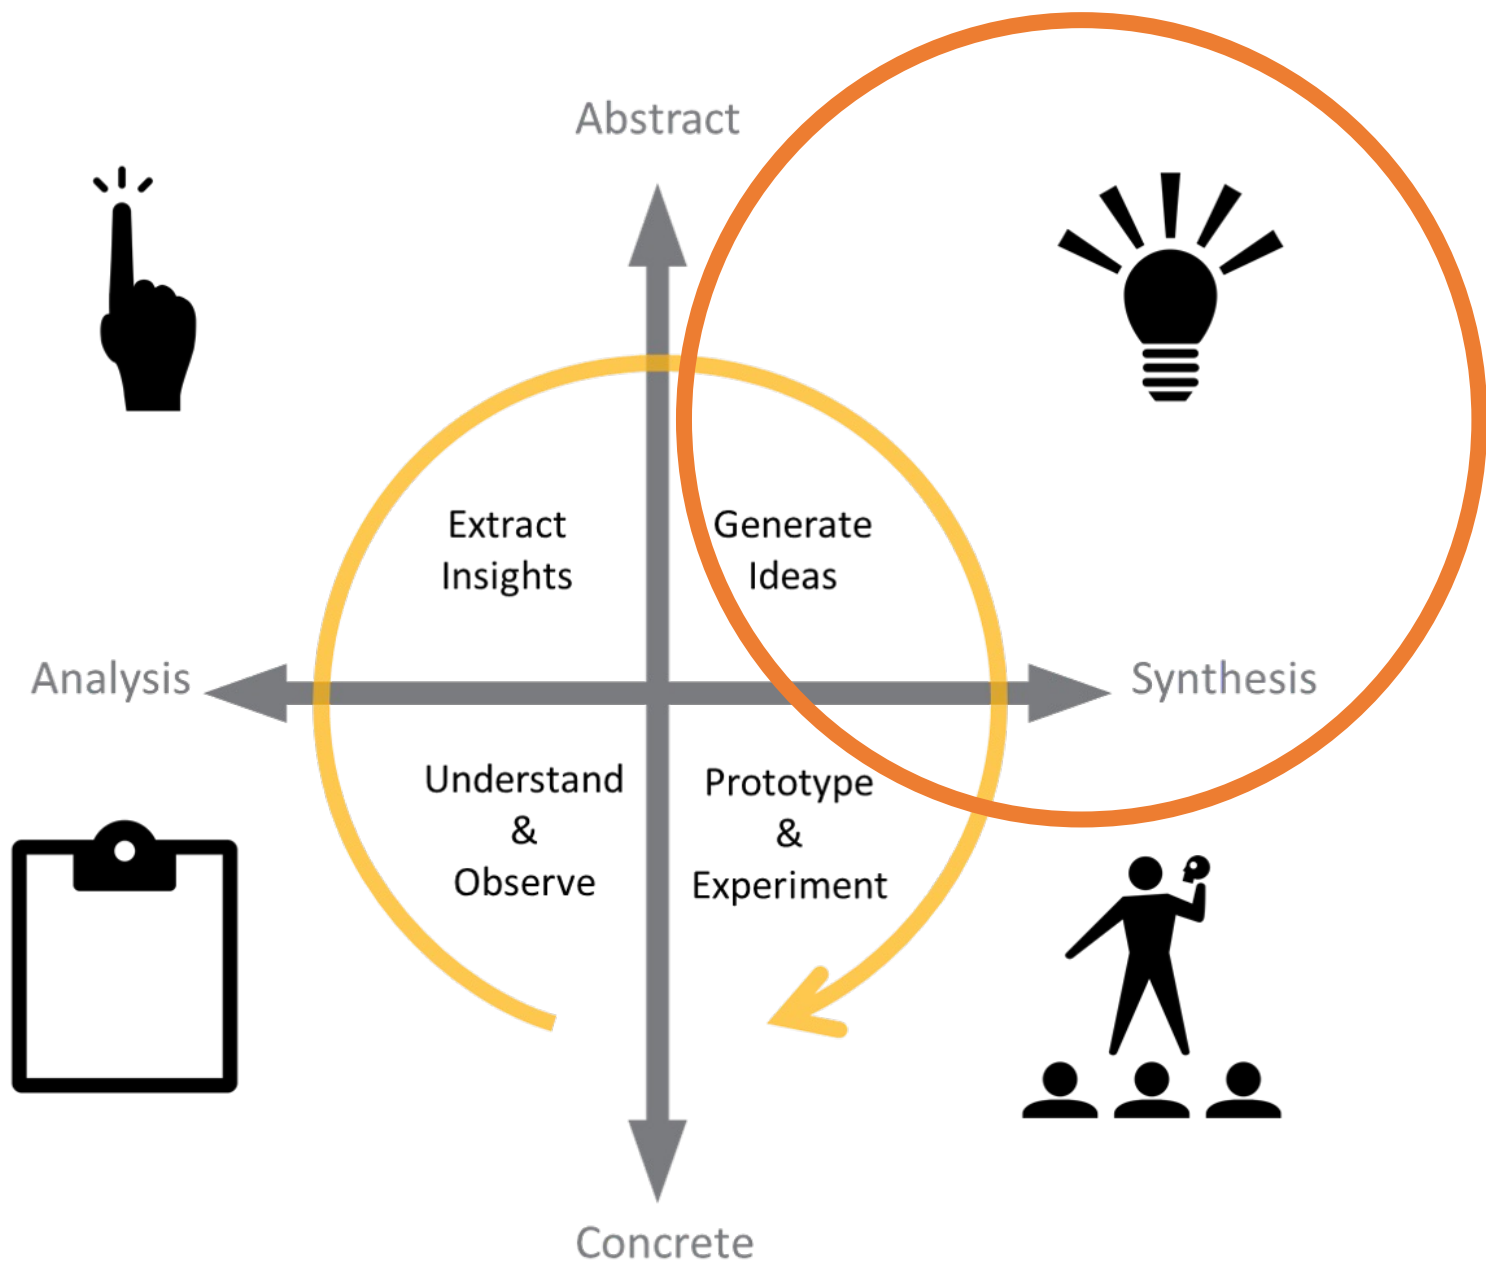 Abstract
Extract
Insights
Generate
Ideas
Analysis
Synthesis
Understand
&
Observe
Prototype
&
Experiment
Concrete